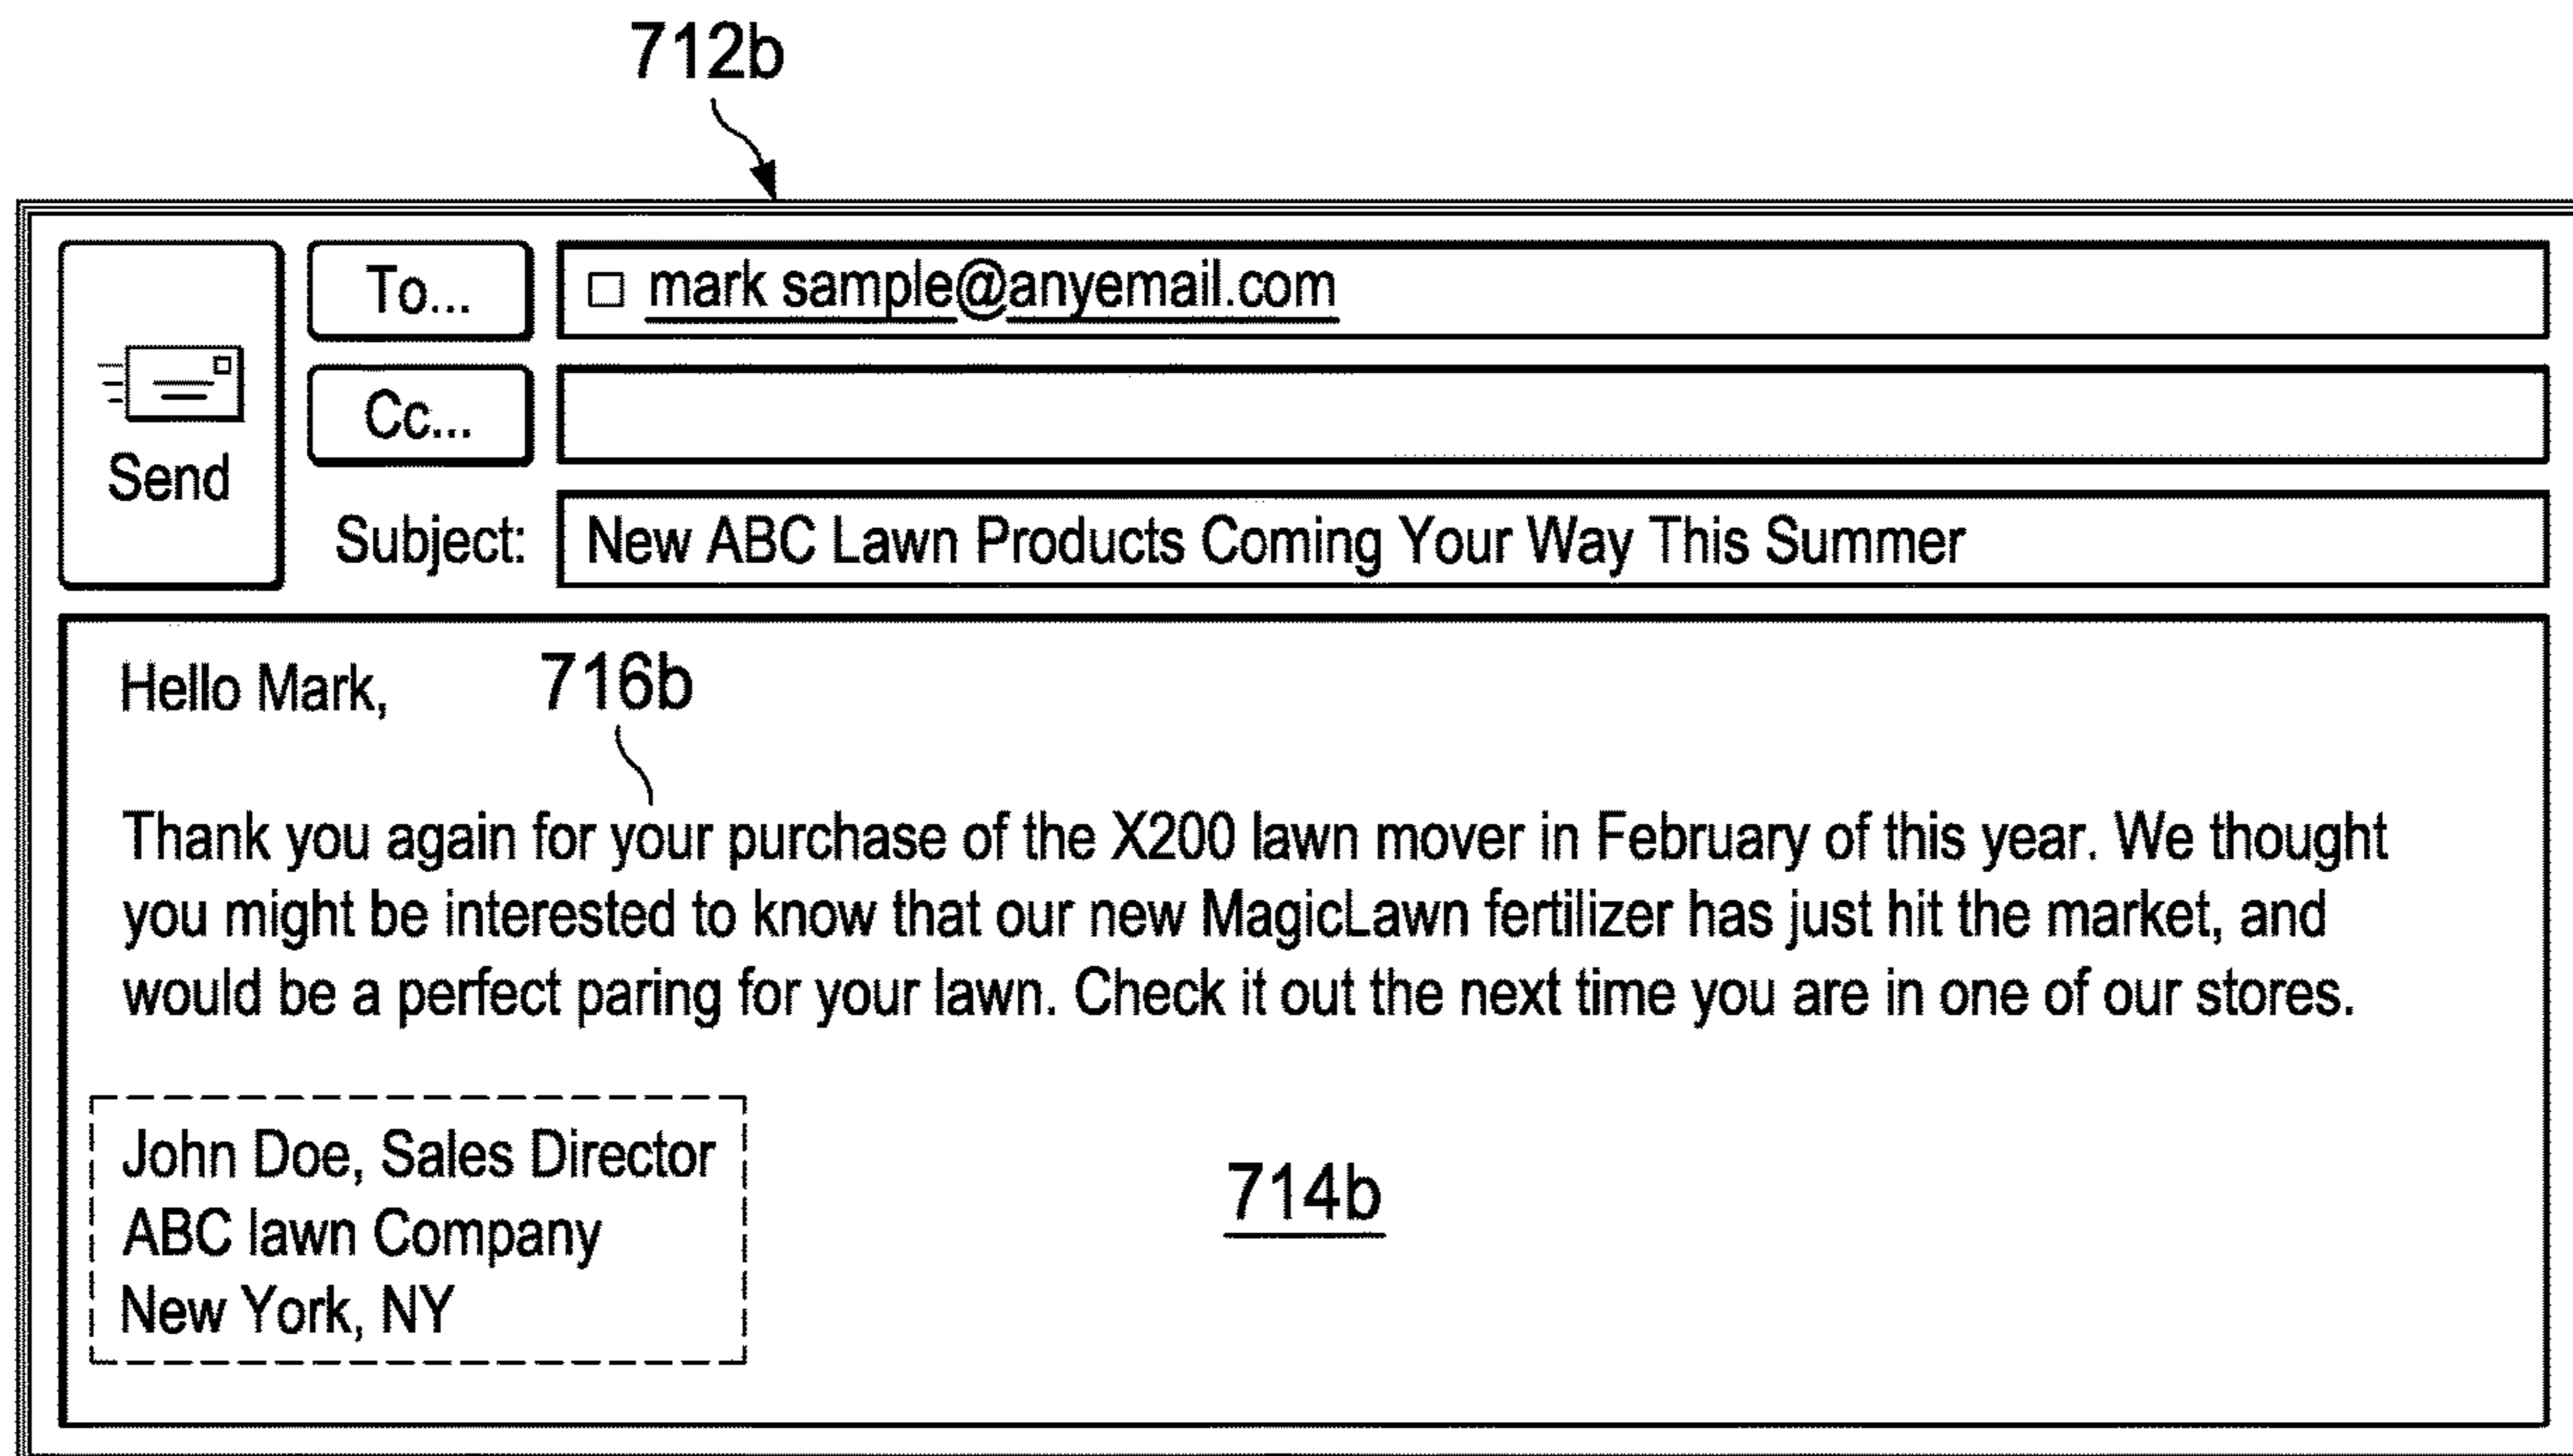 712b
To...
mark sample@anyemail.com
Cc...
Send
Subject:
New ABC Lawn Products Coming Your Way This Summer
Hello Mark,
716b
Thank you again for your purchase of the X200 lawn mover in February of this year. We thought
you might be interested to know that our new MagicLawn fertilizer has just hit the market, and
would be a perfect paring for your lawn. Check it out the next time you are in one of our stores.
John Doe, Sales Director
ABC lawn Company
New York, NY
714b